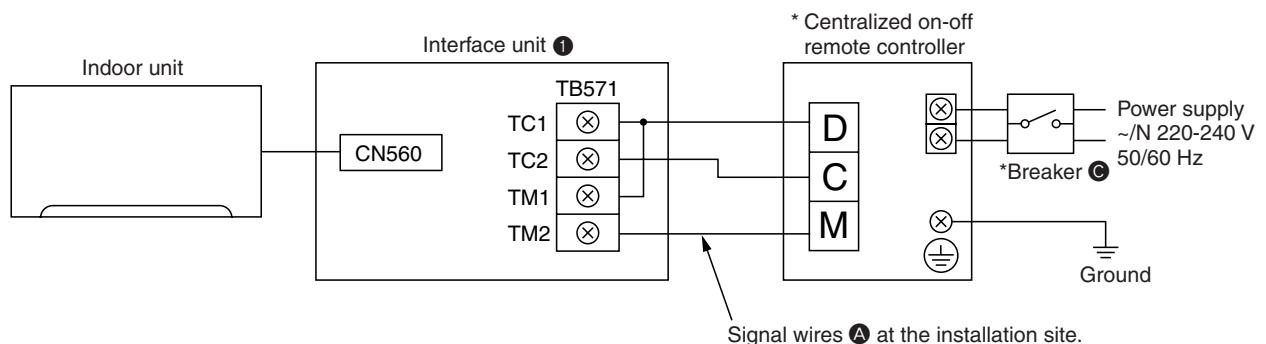 * Centralized on-off
remote controller
Interface unit ❶
Indoor unit
TB571
TC1
TC2
TM1
TM2
CN560
D
C
M
Power supply
~/N 220-240 V
50/60 Hz
*Breaker 🅒
Ground
Signal wires 🅐 at the installation site.